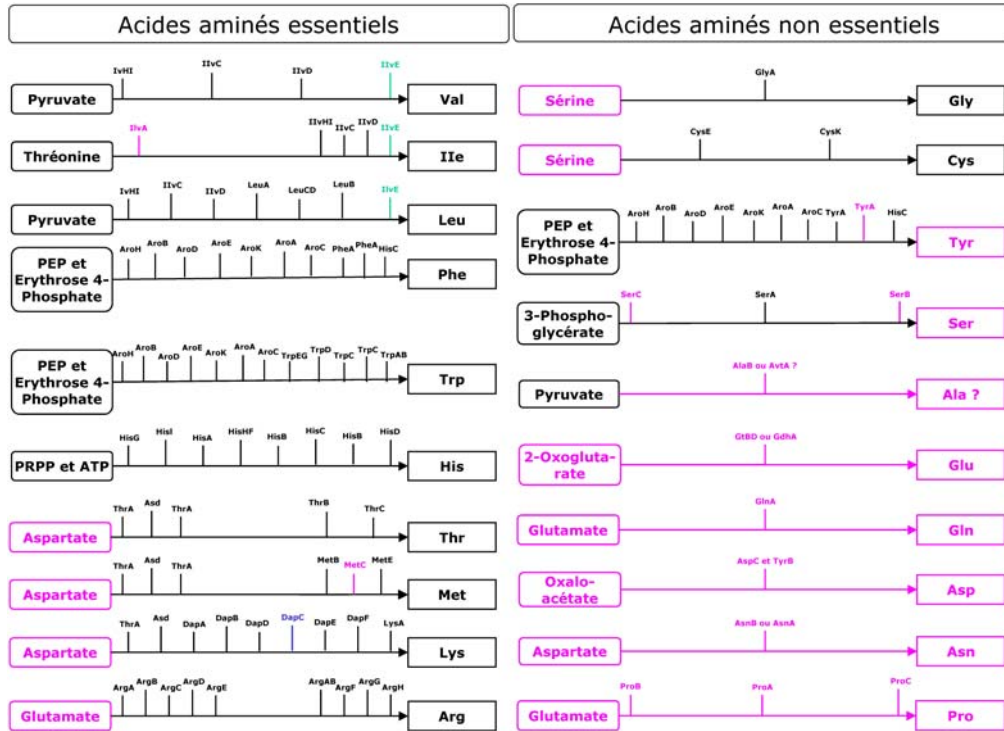 Acides aminés essentiels
IvHI IIvC IIvD IIvE
Pyruvate Val
IlvA IIvHI IIvC IIvD IIvE
Thréonine IIe
IvHI IIvC IIvD LeuA LeuCD LeuB IlvE
Pyruvate Leu
AroH AroB AroD AroE AroK AroA AroC PheA PheA HisC
PEP et
Erythrose 4-
Phosphate
Phe
AroH AroB AroD AroE AroK AroA AroC TrpEG TrpD TrpC TrpC TrpAB
PEP et
Erythrose 4-
Phosphate
Trp
HisG HisI HisA HisHF HisB HisC HisB HisD
PRPP et ATP His
ThrA Asd ThrA ThrB ThrC
Aspartate Thr
ThrA Asd ThrA MetB MetC MetE
Aspartate Met
ThrA Asd DapA DapB DapD DapC DapE DapF LysA
Aspartate Lys
ArgA ArgB ArgC ArgD ArgE ArgAB ArgF ArgG ArgH
Glutamate Arg
Acides aminés non essentiels
GlyA
Sérine Gly
CysE CysK
Sérine Cys
AroH AroB AroD AroE AroK AroA AroC TyrA TyrA HisC
PEP et
Erythrose 4-
Phosphate
Tyr
SerC SerA SerB
3-Phospho-
glycérate
Ser
AlaB ou AvtA ?
Pyruvate Ala ?
GtBD ou GdhA
2-Oxogluta-
rate
Glu
GlnA
Glutamate Gln
AspC et TyrB
Oxalo-
acétate
Asp
AsnB ou AsnA
Aspartate Asn
ProB ProA ProC
Glutamate Pro